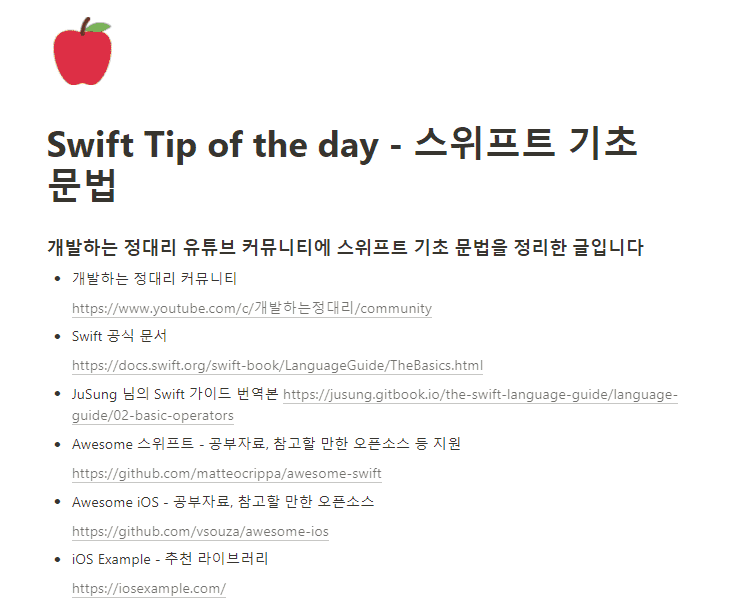 Swift Tip of the day - 스위프트 기초
문법
개발하는 정대리 유튜브 커뮤니티에 스위프트 기초 문법을 정리한 글입니다
• 개발하는 정대리 커뮤니티
https://www.youtube.com/c/개발하는정대리/community
• Swift 공식 문서
https://docs.swift.org/swift-book/LanguageGuide/TheBasics.html
• JuSung 님의 Swift 가이드 번역본 https://jusung.gitbook.io/the-swift-language-guide/language-
guide/02-basic-operators
• Awesome 스위프트 - 공부자료, 참고할 만한 오픈소스 등 지원
https://github.com/matteocrippa/awesome-swift
• Awesome iOS - 공부자료, 참고할 만한 오픈소스
https://github.com/vsouza/awesome-ios
• iOS Example - 추천 라이브러리
https://iosexample.com/